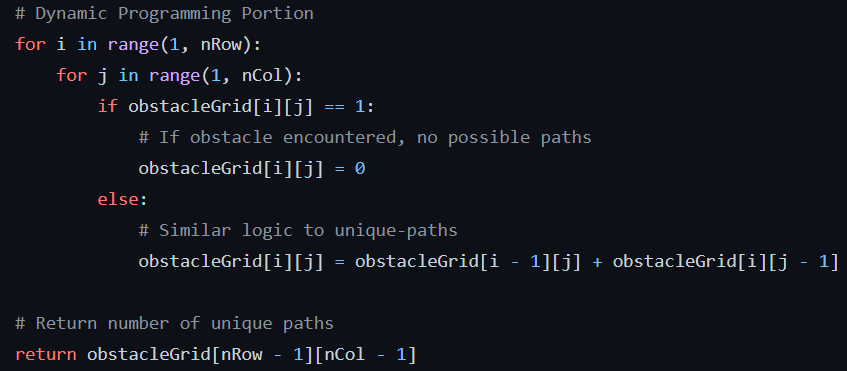 # Dynamic Programming Portion
for i in range(1, nRow):
    for j in range(1, nCol):
        if obstacleGrid[i][j] == 1:
            # If obstacle encountered, no possible paths
            obstacleGrid[i][j] = 0
        else:
            # Similar logic to unique-paths
            obstacleGrid[i][j] = obstacleGrid[i - 1][j] + obstacleGrid[i][j - 1]

# Return number of unique paths
return obstacleGrid[nRow - 1][nCol - 1]